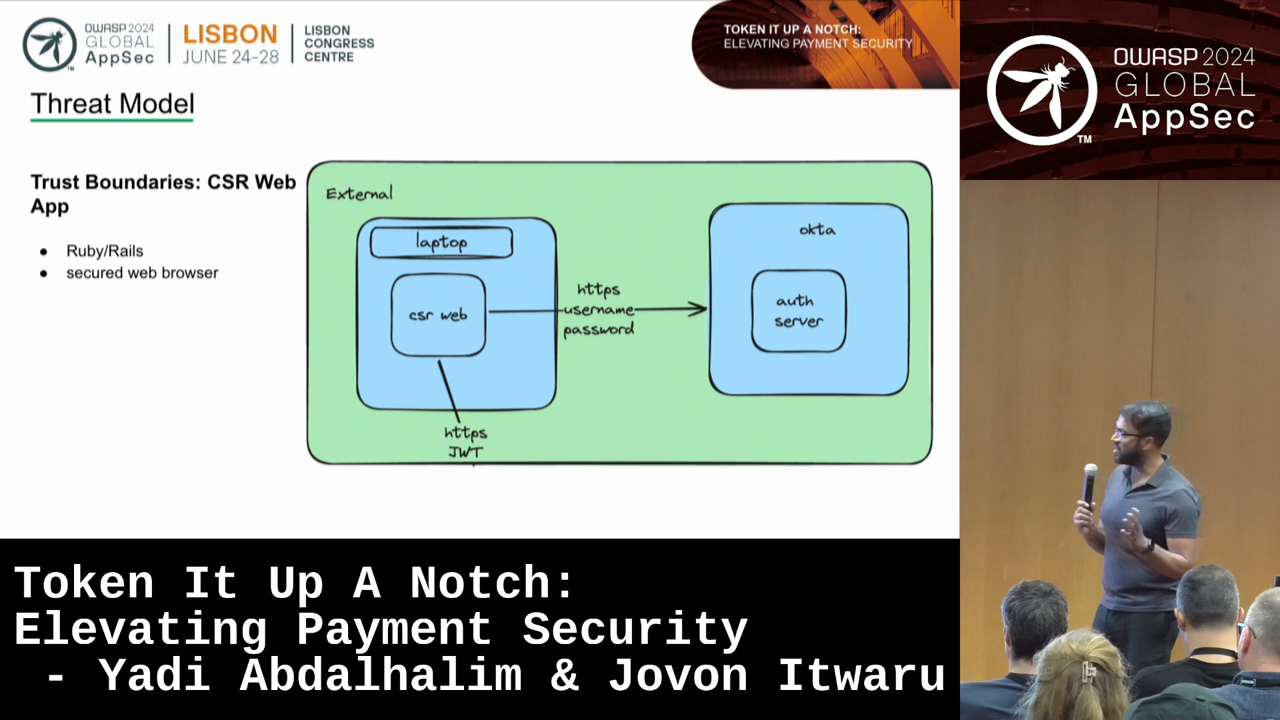 OWASP 2024
GLOBAL
AppSec
TM
LISBON
JUNE 24-28
LISBON
CONGRESS
CENTRE
TOKEN IT UP A NOTCH:
ELEVATING PAYMENT SECURITY
OWASP 2024
GLOBAL
AppSec
TM
Threat Model
Trust Boundaries: CSR Web
App
● Ruby/Rails
● secured web browser
External
laptop
csr web
https
JWT
https
username
password
okta
auth
server
Token It Up A Notch:
Elevating Payment Security
- Yadi Abdalhalim & Jovon Itwaru